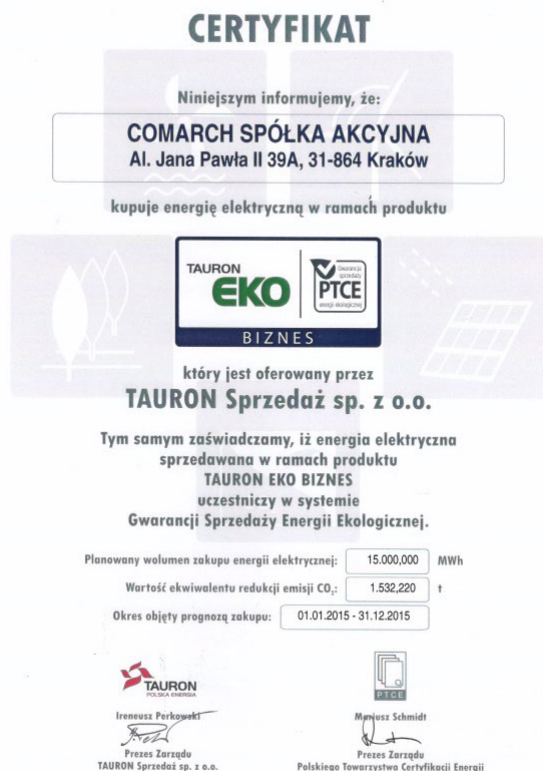 CERTYFIKAT
Niniejszym informujemy, że:
COMARCH SPÓŁKA AKCYJNA
Al. Jana Pawła II 39A, 31-864 Kraków
kupuje energię elektryczną w ramach produktu
TAURON
EKO
Gwarancja
sprzedaży
PTCE
energii ekologicznej
BIZNES
który jest oferowany przez
TAURON Sprzedaż sp. z o.o.
Tym samym zaświadczamy, iż energia elektryczna
sprzedawana w ramach produktu
TAURON EKO BIZNES
uczestniczy w systemie
Gwarancji Sprzedaży Energii Ekologicznej.
Planowany wolumen zakupu energii elektrycznej: 15.000,000 MWh
Wartość ekwiwalentu redukcji emisji CO₂: 1.532,220 t
Okres objęty prognozą zakupu: 01.01.2015 - 31.12.2015
TAURON
POLSKA ENERGIA
Ireneusz Perkowski
Prezes Zarządu
TAURON Sprzedaż sp. z o.o.
PTCE
Mariusz Schmidt
Prezes Zarządu
Polskiego Towarzystwa Certyfikacji Energii